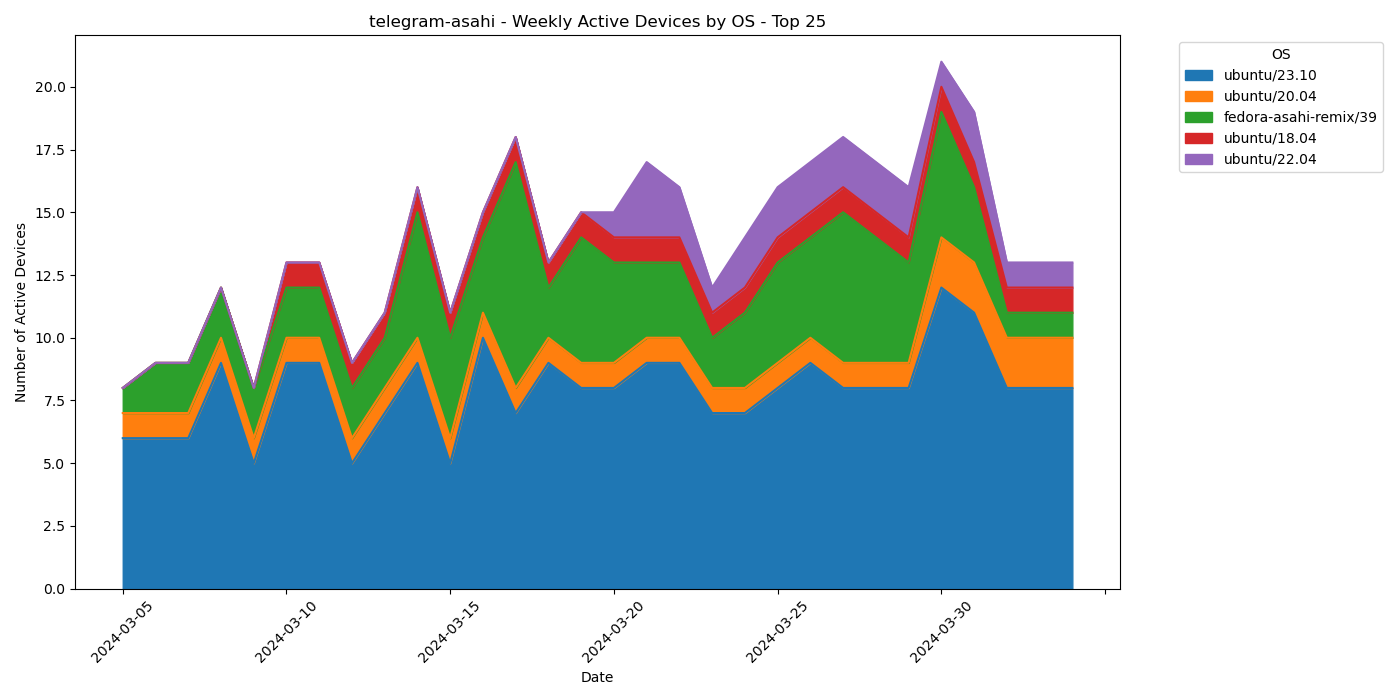 telegram-asahi - Weekly Active Devices by OS - Top 25
Number of Active Devices
20.0
17.5
15.0
12.5
10.0
7.5
5.0
2.5
0.0
2024-03-05
2024-03-10
2024-03-15
2024-03-20
2024-03-25
2024-03-30
Date
OS
ubuntu/23.10
ubuntu/20.04
fedora-asahi-remix/39
ubuntu/18.04
ubuntu/22.04